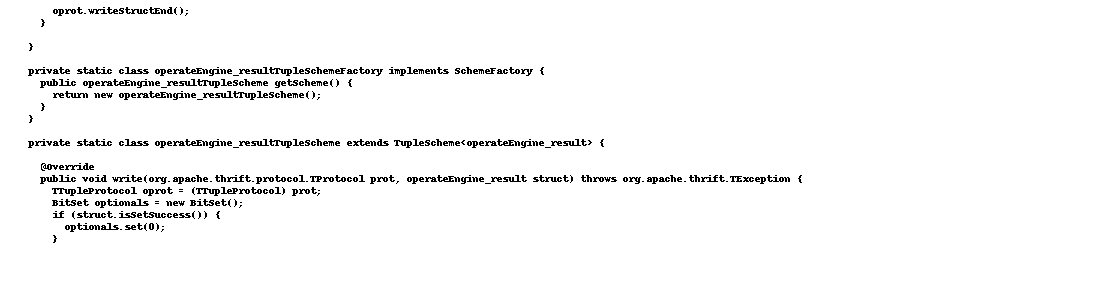 oprot.writeStructEnd();
}
}
private static class operateEngine_resultTupleSchemeFactory implements SchemeFactory {
public operateEngine_resultTupleScheme getScheme() {
return new operateEngine_resultTupleScheme();
}
}
private static class operateEngine_resultTupleScheme extends TupleScheme<operateEngine_result> {
@Override
public void write(org.apache.thrift.protocol.TProtocol prot, operateEngine_result struct) throws org.apache.thrift.TException {
TTupleProtocol oprot = (TTupleProtocol) prot;
BitSet optionals = new BitSet();
if (struct.isSetSuccess()) {
optionals.set(0);
}